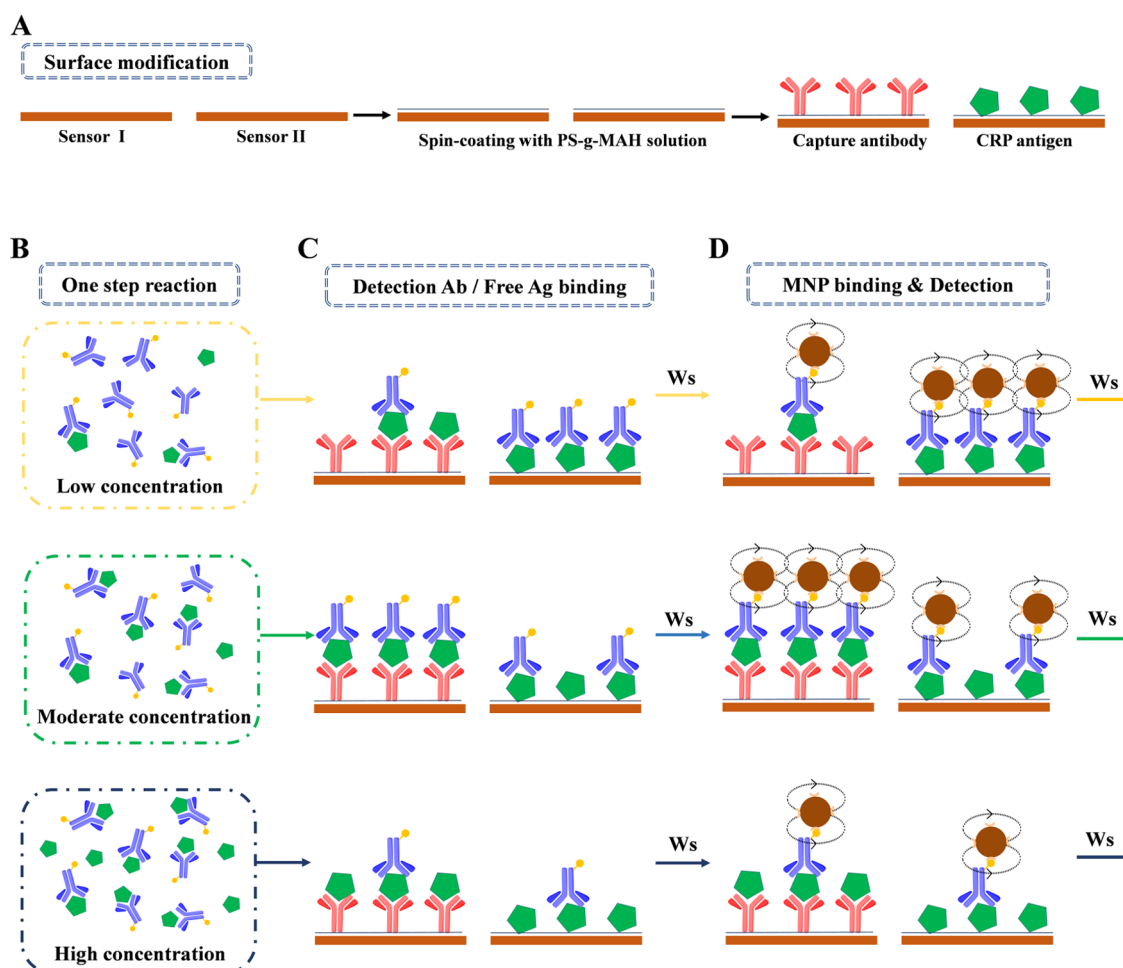 A
Surface modification
Sensor I
Sensor II
Spin-coating with PS-g-MAH solution
Capture antibody
CRP antigen
B
One step reaction
C
Detection Ab / Free Ag binding
D
MNP binding & Detection
Low concentration
Ws
Ws
Moderate concentration
Ws
Ws
High concentration
Ws
Ws